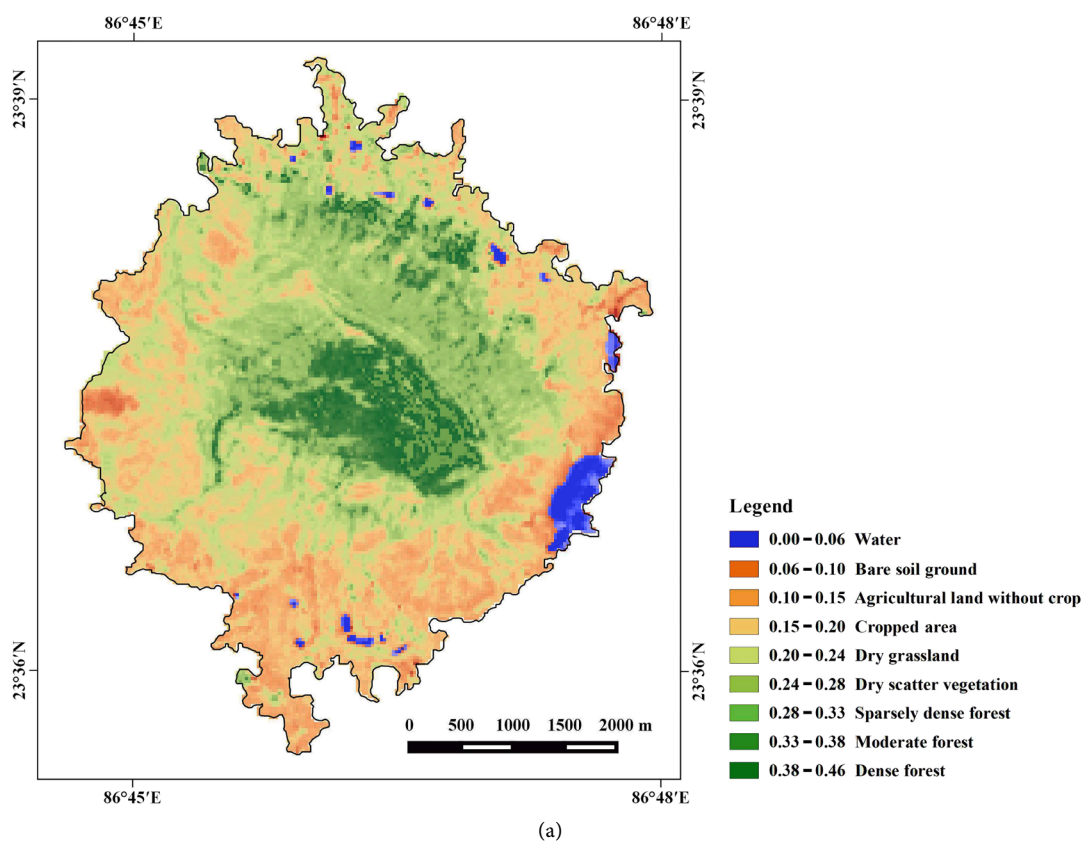 86°45′E 86°48′E
23°39′N 23°39′N
Legend
0.00 – 0.06 Water
0.06 – 0.10 Bare soil ground
0.10 – 0.15 Agricultural land without crop
0.15 – 0.20 Cropped area
0.20 – 0.24 Dry grassland
0.24 – 0.28 Dry scatter vegetation
0.28 – 0.33 Sparsely dense forest
0.33 – 0.38 Moderate forest
0.38 – 0.46 Dense forest
23°36′N 23°36′N
0 500 1000 1500 2000 m
86°45′E 86°48′E
(a)